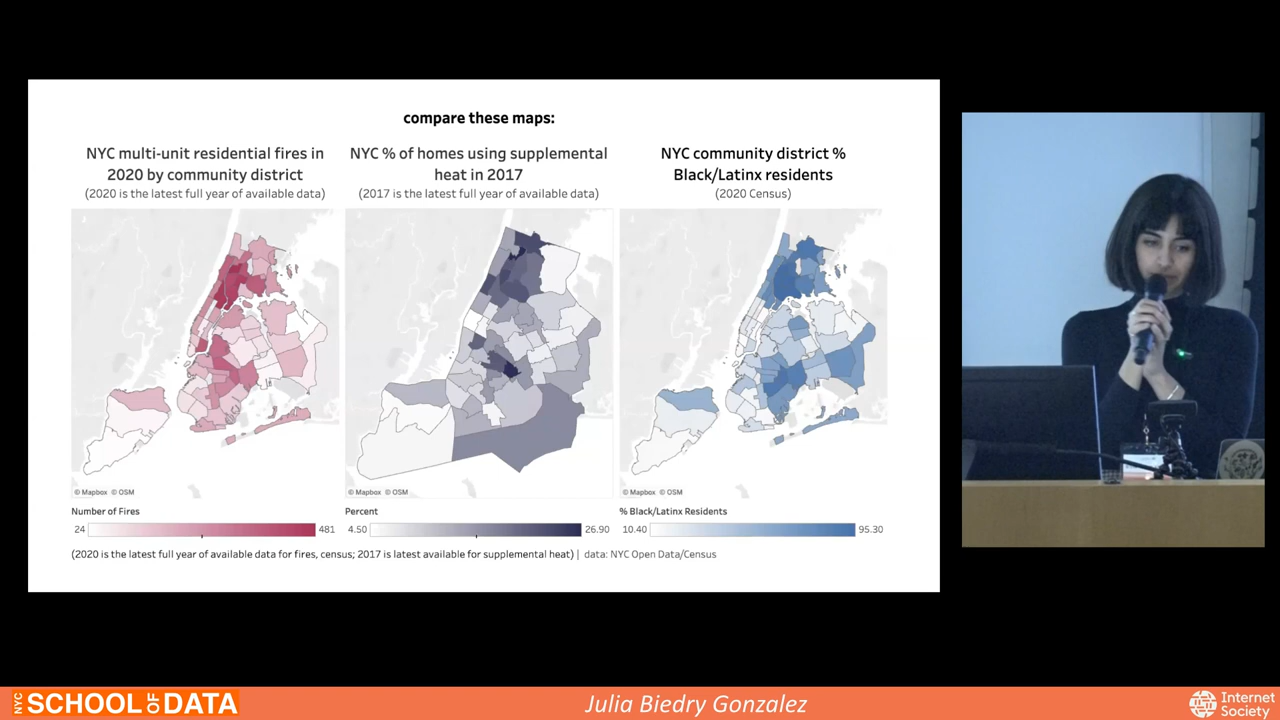 compare these maps:
NYC multi-unit residential fires in
2020 by community district
(2020 is the latest full year of available data)
NYC % of homes using supplemental
heat in 2017
(2017 is the latest full year of available data)
NYC community district %
Black/Latinx residents
(2020 Census)
© Mapbox © OSM
© Mapbox © OSM
© Mapbox © OSM
Number of Fires
24 481
Percent
4.50 26.90
% Black/Latinx Residents
10.40 95.30
(2020 is the latest full year of available data for fires, census; 2017 is latest available for supplemental heat) | data: NYC Open Data/Census
NYC SCHOOL OF DATA
Julia Biedry Gonzalez
Internet
Society